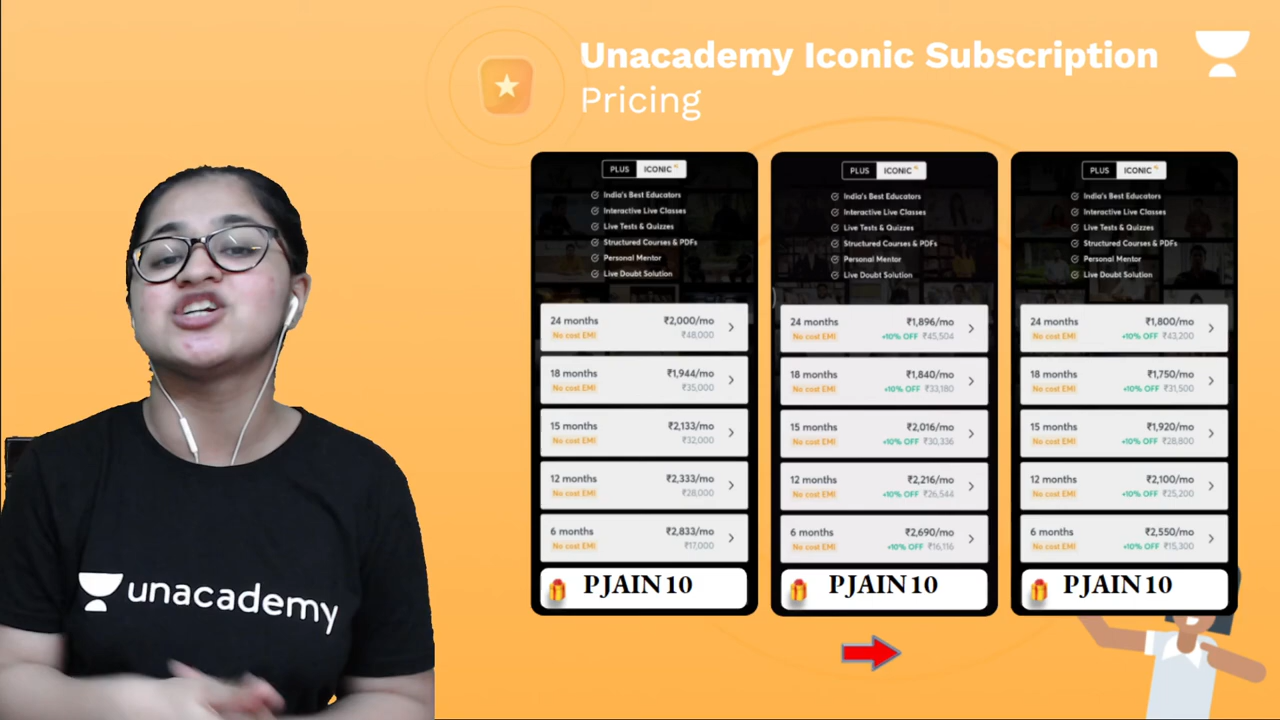 Unacademy Iconic Subscription
Pricing
PLUS ICONIC
India's Best Educators
Interactive Live Classes
Live Tests & Quizzes
Structured Courses & PDFs
Personal Mentor
Live Doubt Solution
24 months ₹2,000/mo
No cost EMI ₹48,000
18 months ₹1,944/mo
No cost EMI ₹35,000
15 months ₹2,133/mo
No cost EMI ₹32,000
12 months ₹2,333/mo
No cost EMI ₹28,000
6 months ₹2,833/mo
No cost EMI ₹17,000
PJAIN10
PLUS ICONIC
India's Best Educators
Interactive Live Classes
Live Tests & Quizzes
Structured Courses & PDFs
Personal Mentor
Live Doubt Solution
24 months ₹1,896/mo
No cost EMI +10% OFF ₹45,504
18 months ₹1,840/mo
No cost EMI +10% OFF ₹33,180
15 months ₹2,016/mo
No cost EMI +10% OFF ₹30,336
12 months ₹2,216/mo
No cost EMI +10% OFF ₹26,544
6 months ₹2,690/mo
No cost EMI +10% OFF ₹16,116
PJAIN10
PLUS ICONIC
India's Best Educators
Interactive Live Classes
Live Tests & Quizzes
Structured Courses & PDFs
Personal Mentor
Live Doubt Solution
24 months ₹1,800/mo
No cost EMI +10% OFF ₹43,200
18 months ₹1,750/mo
No cost EMI +10% OFF ₹31,500
15 months ₹1,920/mo
No cost EMI +10% OFF ₹28,800
12 months ₹2,100/mo
No cost EMI +10% OFF ₹25,200
6 months ₹2,550/mo
No cost EMI +10% OFF ₹15,300
PJAIN10
unacademy